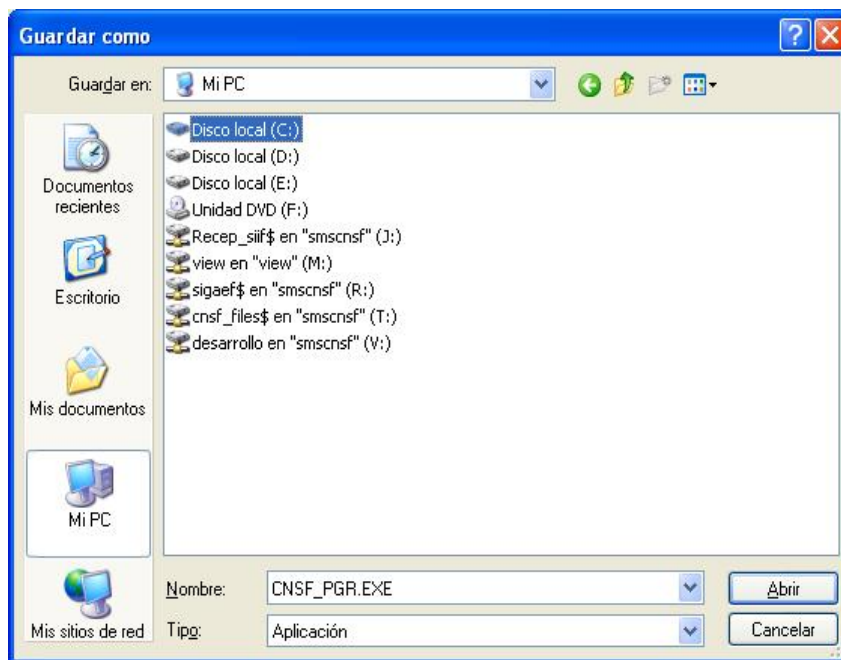 Guardar como
Guardar en:
Mi PC
Documentos
recientes
Escritorio
Mis documentos
Mi PC
Mis sitios de red
Disco local (C:)
Disco local (D:)
Disco local (E:)
Unidad DVD (F:)
Recep_siif$ en "smscnsf" (J:)
view en "view" (M:)
sigaef$ en "smscnsf" (R:)
cnsf_files$ en "smscnsf" (T:)
desarrollo en "smscnsf" (V:)
Nombre:
CNSF_PGR.EXE
Abrir
Tipo:
Aplicación
Cancelar